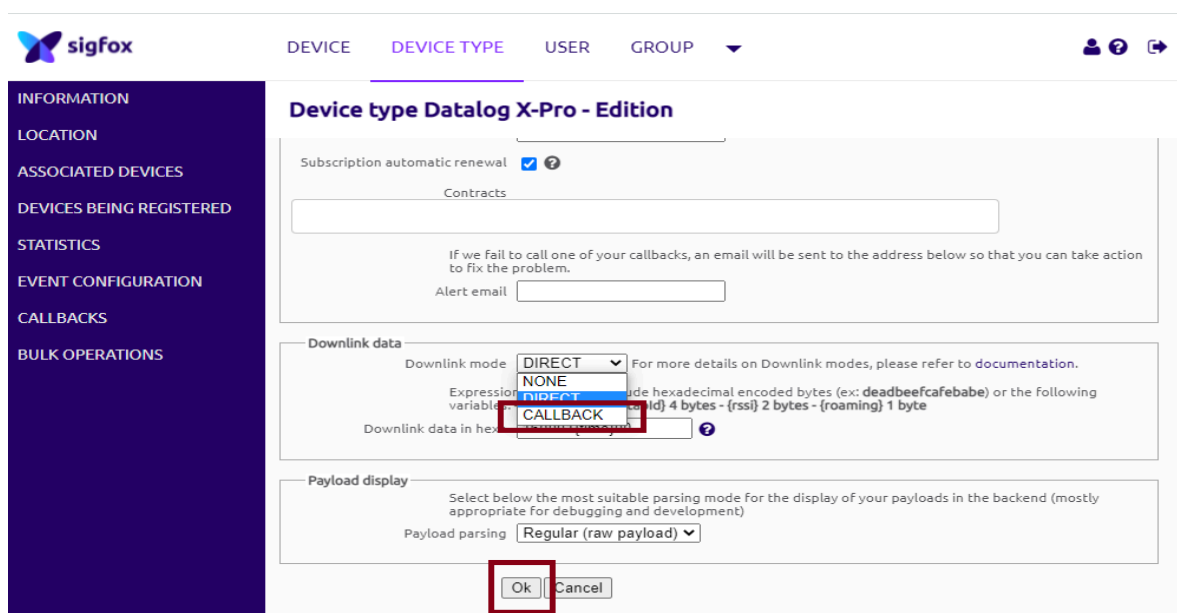 sigfox
DEVICE DEVICE TYPE USER GROUP
INFORMATION
LOCATION
ASSOCIATED DEVICES
DEVICES BEING REGISTERED
STATISTICS
EVENT CONFIGURATION
CALLBACKS
BULK OPERATIONS
Device type Datalog X-Pro - Edition
Subscription automatic renewal
Contracts
If we fail to call one of your callbacks, an email will be sent to the address below so that you can take action
to fix the problem.
Alert email
Downlink data
Downlink mode DIRECT For more details on Downlink modes, please refer to documentation.
NONE
DIRECT
CALLBACK
Expression ude hexadecimal encoded bytes (ex: deadbeefcafebabe) or the following
variables: tapId} 4 bytes - {rssi} 2 bytes - {roaming} 1 byte
Downlink data in hex
Payload display
Select below the most suitable parsing mode for the display of your payloads in the backend (mostly
appropriate for debugging and development)
Payload parsing Regular (raw payload)
Ok Cancel